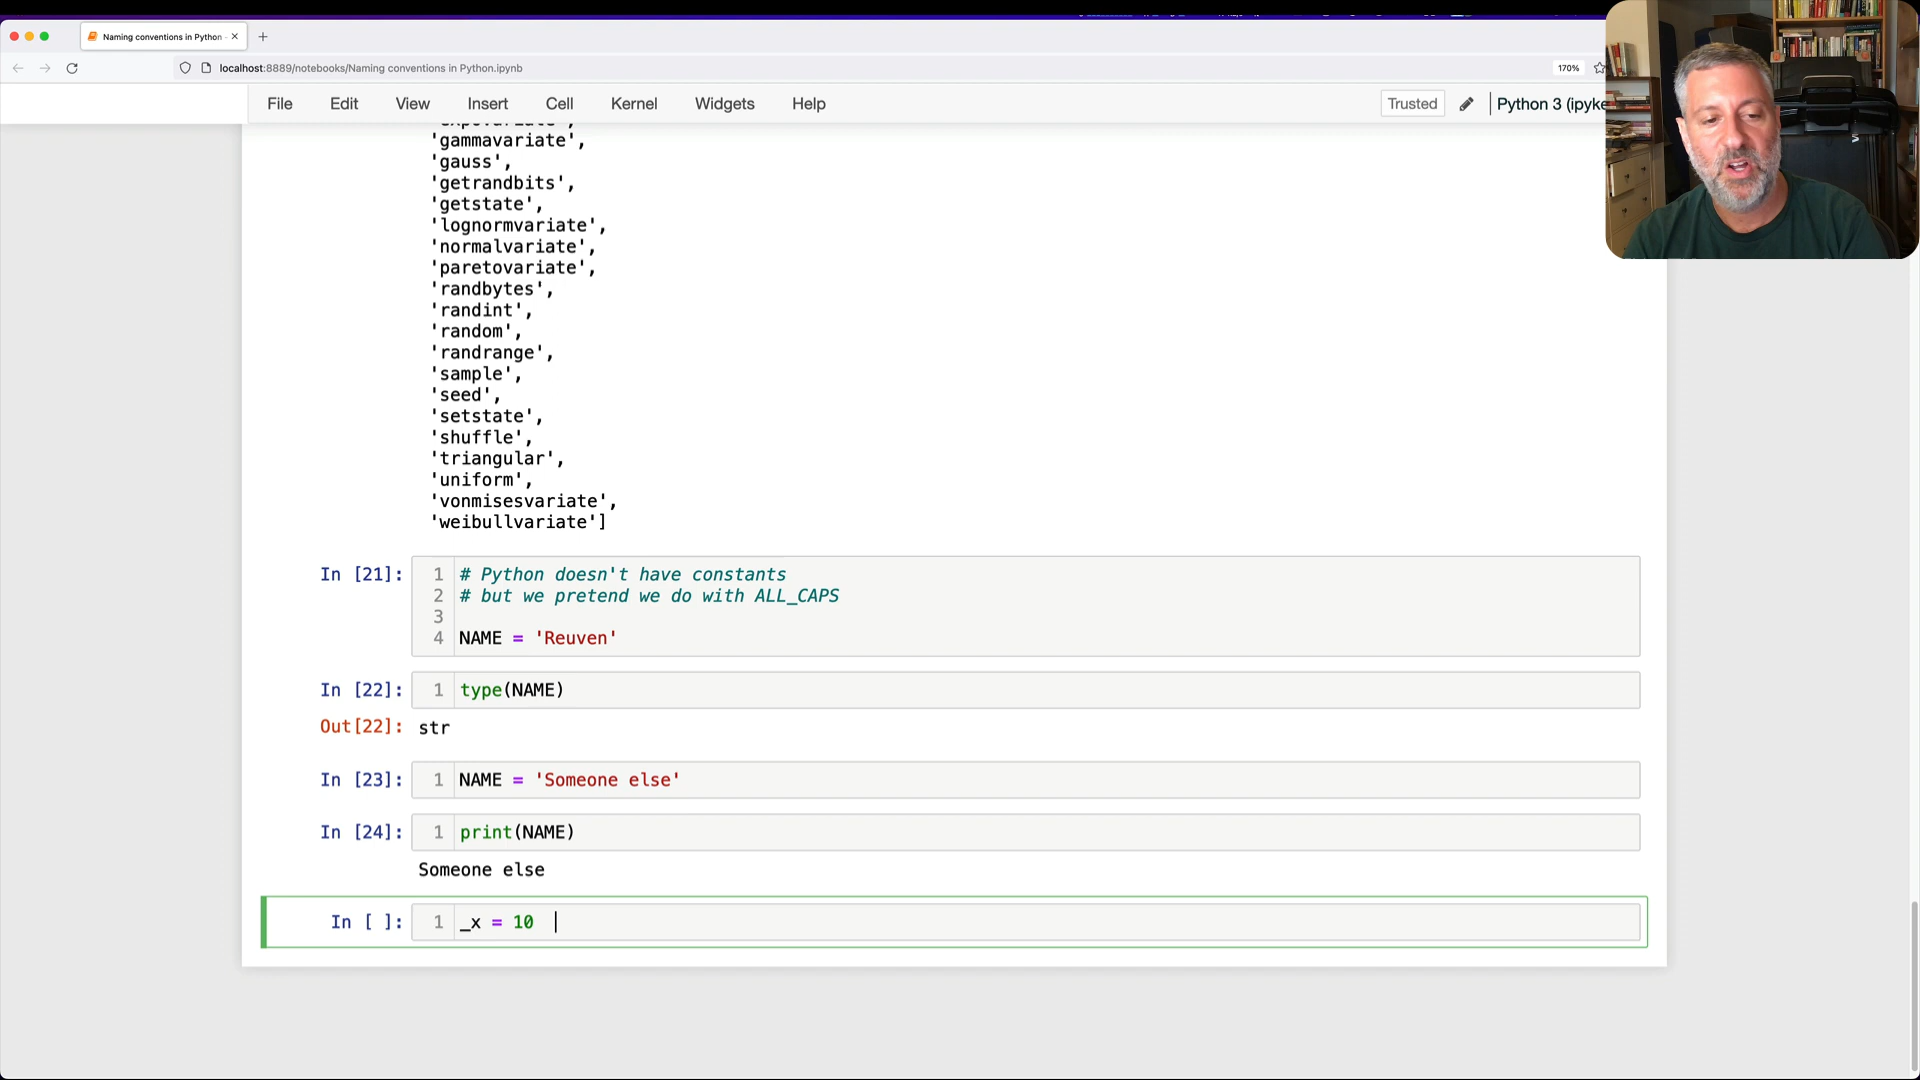 Naming conventions in Python -
localhost:8889/notebooks/Naming conventions in Python.ipynb
170%
File Edit View Insert Cell Kernel Widgets Help
Trusted
Python 3 (ipyke
'gammavariate',
'gauss',
'getrandbits',
'getstate',
'lognormvariate',
'normalvariate',
'paretovariate',
'randbytes',
'randint',
'random',
'randrange',
'sample',
'seed',
'setstate',
'shuffle',
'triangular',
'uniform',
'vonmisesvariate',
'weibullvariate']
In [21]: 1 # Python doesn't have constants
2 # but we pretend we do with ALL_CAPS
3
4 NAME = 'Reuven'
In [22]: 1 type(NAME)
Out[22]: str
In [23]: 1 NAME = 'Someone else'
In [24]: 1 print(NAME)
Someone else
In [ ]: 1 _x = 10